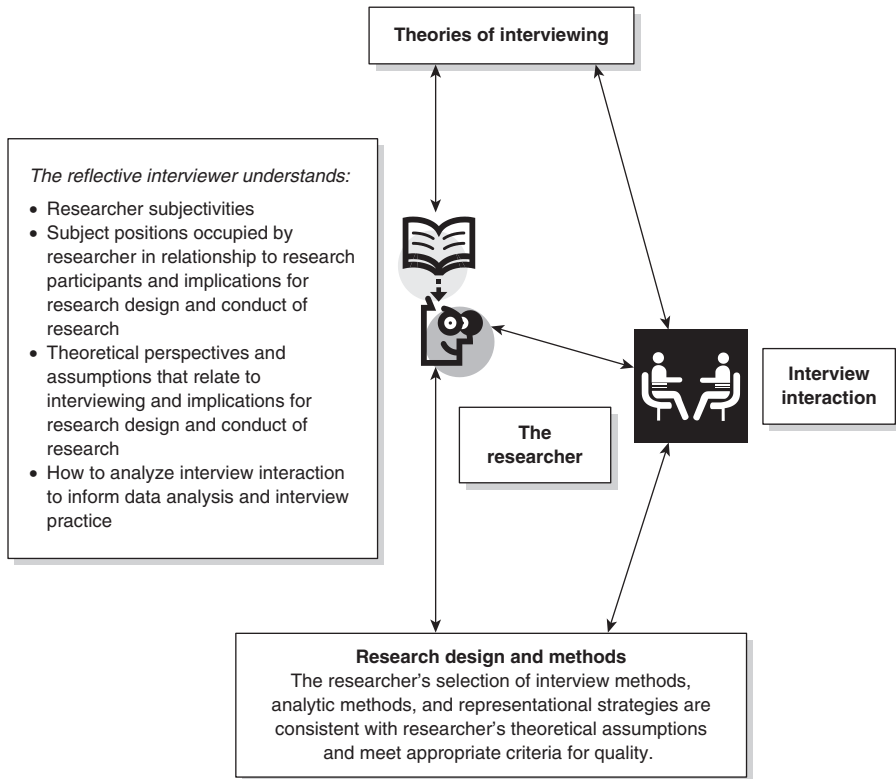 Theories of interviewing
The reflective interviewer understands:
• Researcher subjectivities
• Subject positions occupied by
researcher in relationship to research
participants and implications for
research design and conduct of
research
• Theoretical perspectives and
assumptions that relate to
interviewing and implications for
research design and conduct of
research
• How to analyze interview interaction
to inform data analysis and interview
practice
Interview
interaction
The
researcher
Research design and methods
The researcher’s selection of interview methods,
analytic methods, and representational strategies are
consistent with researcher’s theoretical assumptions
and meet appropriate criteria for quality.